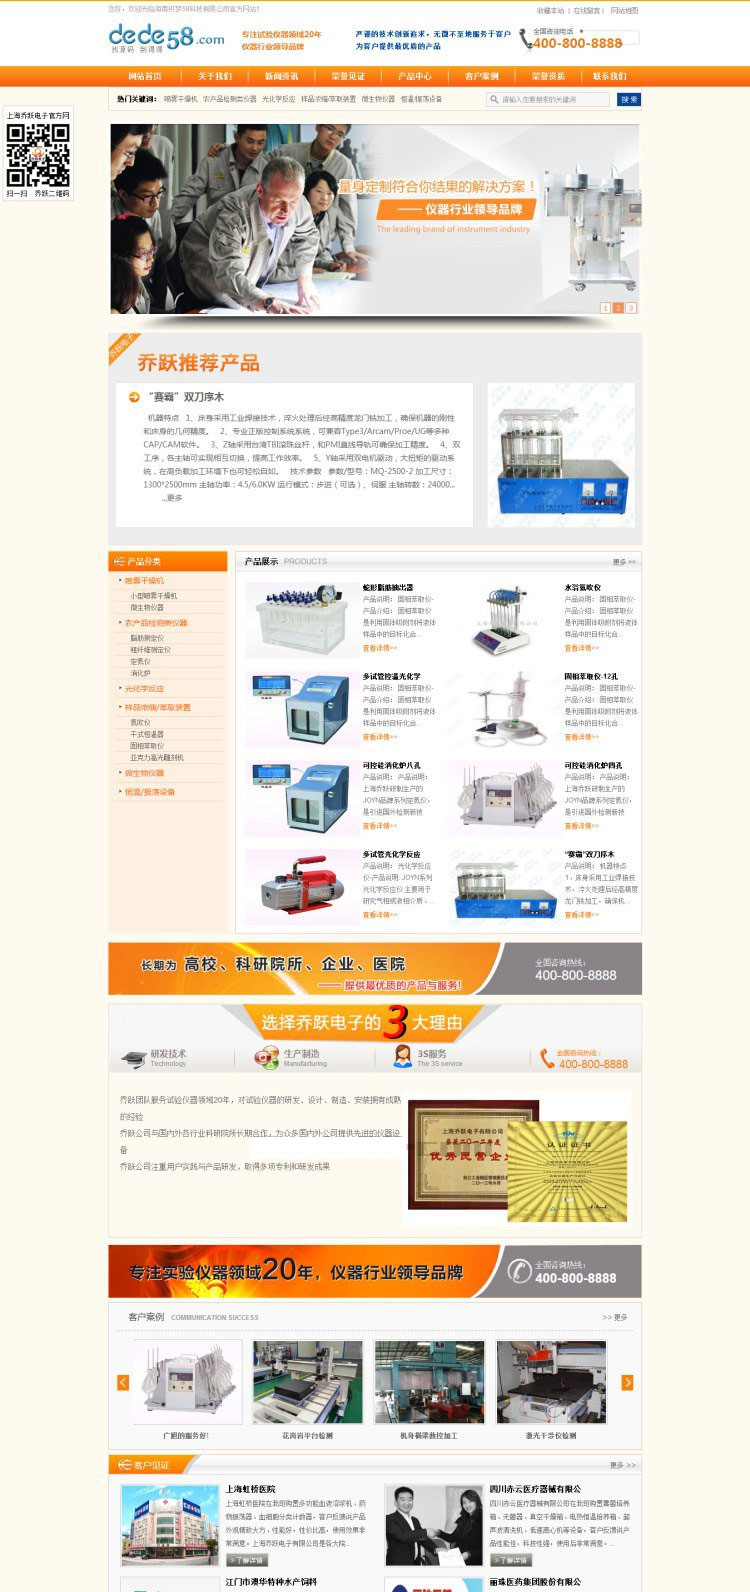 您好，欢迎光临海南织梦58科技有限公司官方网站!
收藏本站 | 在线留言 | 网站地图
dede58.com
找源码 到得得
专注试验仪器领域20年
仪器行业领导品牌
严谨的技术创新追求，无微不至地服务于客户
为客户提供最优质的产品
全国咨询电话
400-800-8888
网站首页 关于我们 新闻资讯 荣誉见证 产品中心 客户案例 荣誉资质 联系我们
热门关键词： 喷雾干燥机 农产品检测类仪器 光化学反应 样品浓缩/萃取装置 微生物仪器 恒温/振荡设备
请输入您要搜索的关键词
搜 索
上海乔跃电子官方网
扫一扫 乔跃二维码
量身定制符合你结果的解决方案！
—— 仪器行业领导品牌
The leading brand of instrument industry
1 2 3
乔跃电子
乔跃推荐产品
“赛霸”双刀序木
机器特点 1、床身采用工业焊接技术，淬火处理后经高精度龙门铣加工，确保机器的刚性
和床身的几何精度。 2、专业正版控制系统系统，可兼容Type3/Arcam/Proe/UG等多种
CAP/CAM软件。 3、Z轴采用台湾TBI滚珠丝杆，和PMI直线导轨可确保加工精度。 4、双
工序，各主轴可实现相互切换，提高工作效率。 5、Y轴采用双电机驱动，大扭矩的驱动系
统，在高负载加工环境下也可轻松自如。 技术参数 参数/型号：MQ-2500-2 加工尺寸：
1300*2500mm 主轴功率：4.5/6.0KW 运行模式：步进（可选）、伺服 主轴转数：24000...
...更多
产品分类
喷雾干燥机
小型喷雾干燥机
微生物仪器
农产品检测类仪器
脂肪测定仪
粗纤维测定仪
定氮仪
消化炉
光化学反应
样品浓缩/萃取装置
氮吹仪
干式恒温器
固相萃取仪
亚克力高光雕刻机
微生物仪器
恒温/振荡设备
产品展示 PRODUCTS
更多 >>
蛇形脂肪抽出器
产品说明： 固相萃取仪-
产品介绍： 固相萃取仪
是利用固体吸附剂将液体
样品中的目标化合...
查看详情>>
水浴氮吹仪
产品说明： 固相萃取仪-
产品介绍： 固相萃取仪
是利用固体吸附剂将液体
样品中的目标化合...
查看详情>>
多试管控温光化学
产品说明： 固相萃取仪-
产品介绍： 固相萃取仪
是利用固体吸附剂将液体
样品中的目标化合...
查看详情>>
固相萃取仪-12孔
产品说明： 固相萃取仪-
产品介绍： 固相萃取仪
是利用固体吸附剂将液体
样品中的目标化合...
查看详情>>
可控硅消化炉八孔
产品说明： 产品说明：
上海乔跃研制生产的
JOYN品牌系列定氮仪，
是引进国外检测新技
查看详情>>
可控硅消化炉四孔
产品说明： 产品说明：
上海乔跃研制生产的
JOYN品牌系列定氮仪，
是引进国外检测新技
查看详情>>
多试管光化学反应
产品说明： 光化学反应
仪-产品说明: JOYN系列
光化学反应仪 主要用于
研究气相或液相介质，...
查看详情>>
“赛霸”双刀序木
产品说明： 机器特点
1、床身采用工业焊接技
术，淬火处理后经高精度
龙门铣加工，确保机...
查看详情>>
长期为 高校、科研院所、企业、医院
—— 提供最优质的产品与服务!
全国咨询热线：
400-800-8888
选择乔跃电子的3大理由
研发技术
Technology
生产制造
Manufacturing
3S服务
The 3S service
全国咨询热线：
400-800-8888
乔跃团队服务试验仪器领域20年，对试验仪器的研发、设计、制造、安装拥有成熟
的经验
乔跃公司与国内外各行业科研院所长期合作，为众多国内外公司提供先进的仪器设
备
乔跃公司注重用户实践与产品研发，取得多项专利和研发成果
上海乔跃电子有限公司
荣获二〇一二年度
优秀民营企业
认 证 证 书
专注实验仪器领域20年，仪器行业领导品牌
全国咨询热线：
400-800-8888
客户案例 COMMUNICATION SUCCESS
>> 更多
广跑的服务好!
花岗岩平台检测
机身横梁数控加工
激光干涉仪检测
客户见证
更多 >>
上海虹桥医院
上海虹桥医院在我司购置多功能血液溶浆机、药
物振荡器、血细胞分类计数器；客户反馈说产品
外观精致大方、性能好，性价比高，使用效果非
常满意。上海乔跃电子有限公司是各大院...
» 了解详情
四川赤云医疗器械有限公
四川赤云医疗器械有限公司在我司购置霉菌培养
箱、灭菌器、真空干燥箱、电热恒温培养箱、超
声波清洗机、低速离心机等设备；客户反馈说产
品性能佳，科技性强，使用后非常满意。...
» 了解详情
江门市澳华特种水产饲料
丽珠医药集团股份有限公